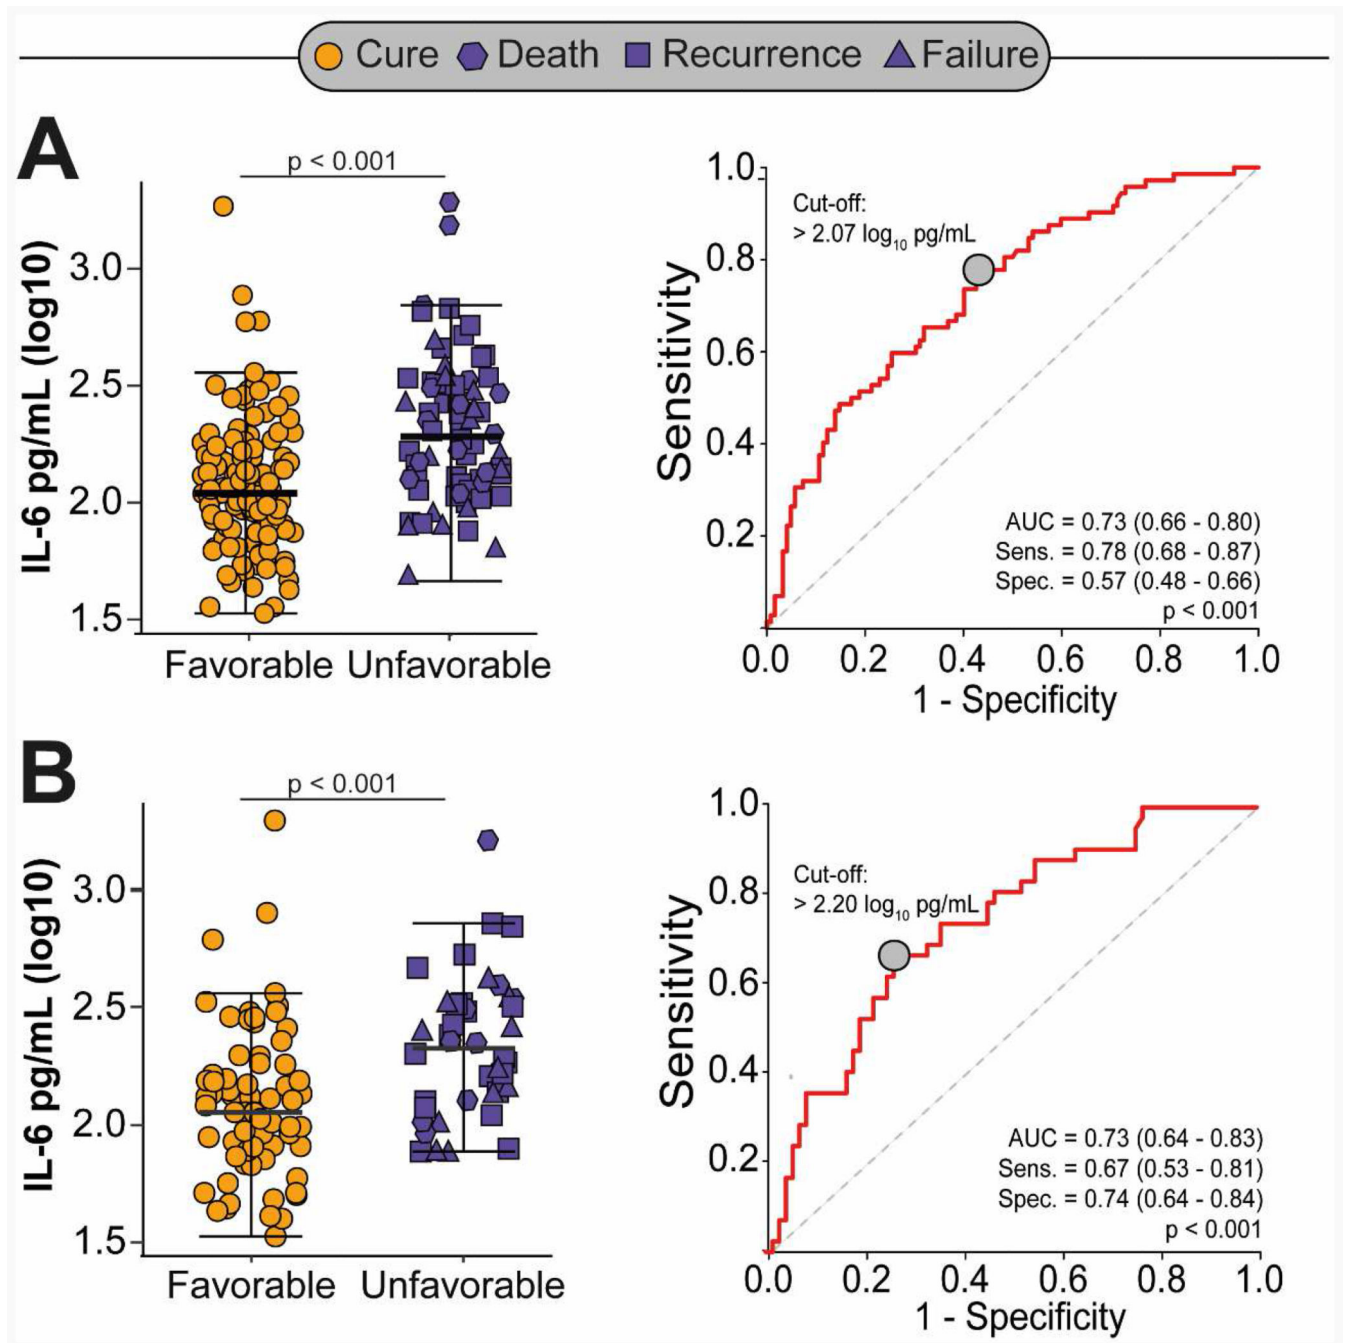 Cure Death Recurrence Failure
A
p < 0.001
IL-6 pg/mL (log10)
3.0
2.5
2.0
1.5
Favorable Unfavorable
1.0
0.8
0.6
0.4
0.2
Sensitivity
Cut-off:
> 2.07 log10 pg/mL
AUC = 0.73 (0.66 - 0.80)
Sens. = 0.78 (0.68 - 0.87)
Spec. = 0.57 (0.48 - 0.66)
p < 0.001
0.0 0.2 0.4 0.6 0.8 1.0
1 - Specificity
B
p < 0.001
IL-6 pg/mL (log10)
3.0
2.5
2.0
1.5
Favorable Unfavorable
1.0
0.8
0.6
0.4
0.2
Sensitivity
Cut-off:
> 2.20 log10 pg/mL
AUC = 0.73 (0.64 - 0.83)
Sens. = 0.67 (0.53 - 0.81)
Spec. = 0.74 (0.64 - 0.84)
p < 0.001
0.0 0.2 0.4 0.6 0.8 1.0
1 - Specificity